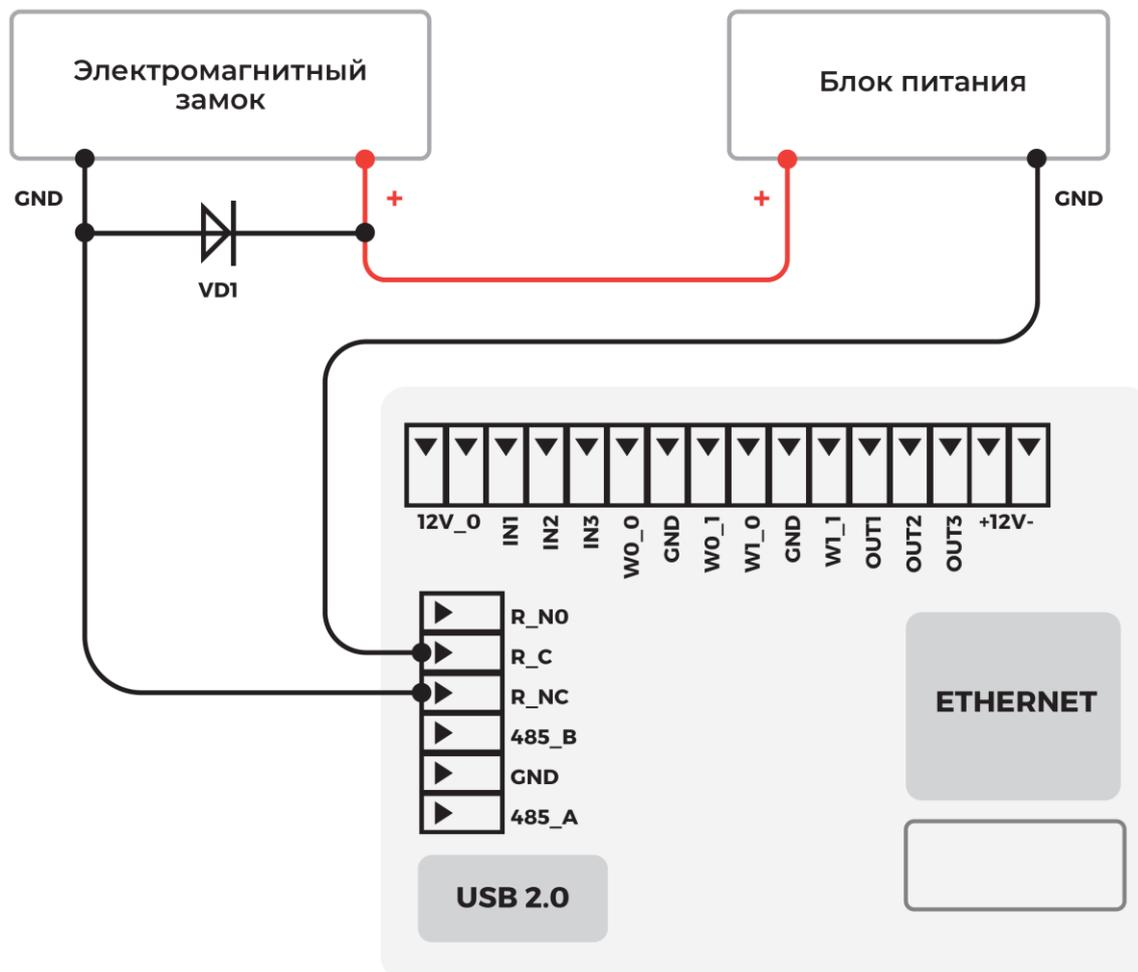 Электромагнитный
замок
Блок питания
GND
+
+
GND
VD1
12V_0
IN1
IN2
IN3
W0_0
GND
W0_1
W1_0
GND
W1_1
OUT1
OUT2
OUT3
+12V-
R_N0
R_C
R_NC
485_B
GND
485_A
ETHERNET
USB 2.0